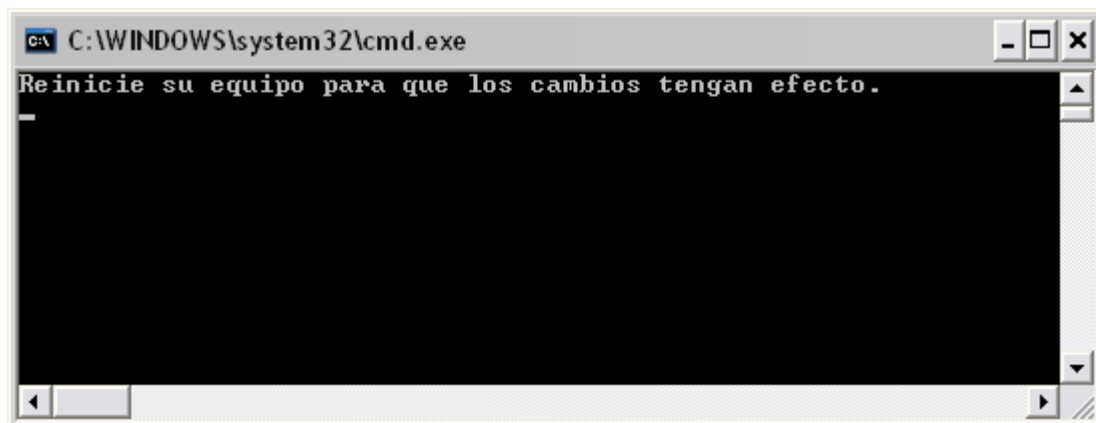 C:\WINDOWS\system32\cmd.exe
Reinicie su equipo para que los cambios tengan efecto.